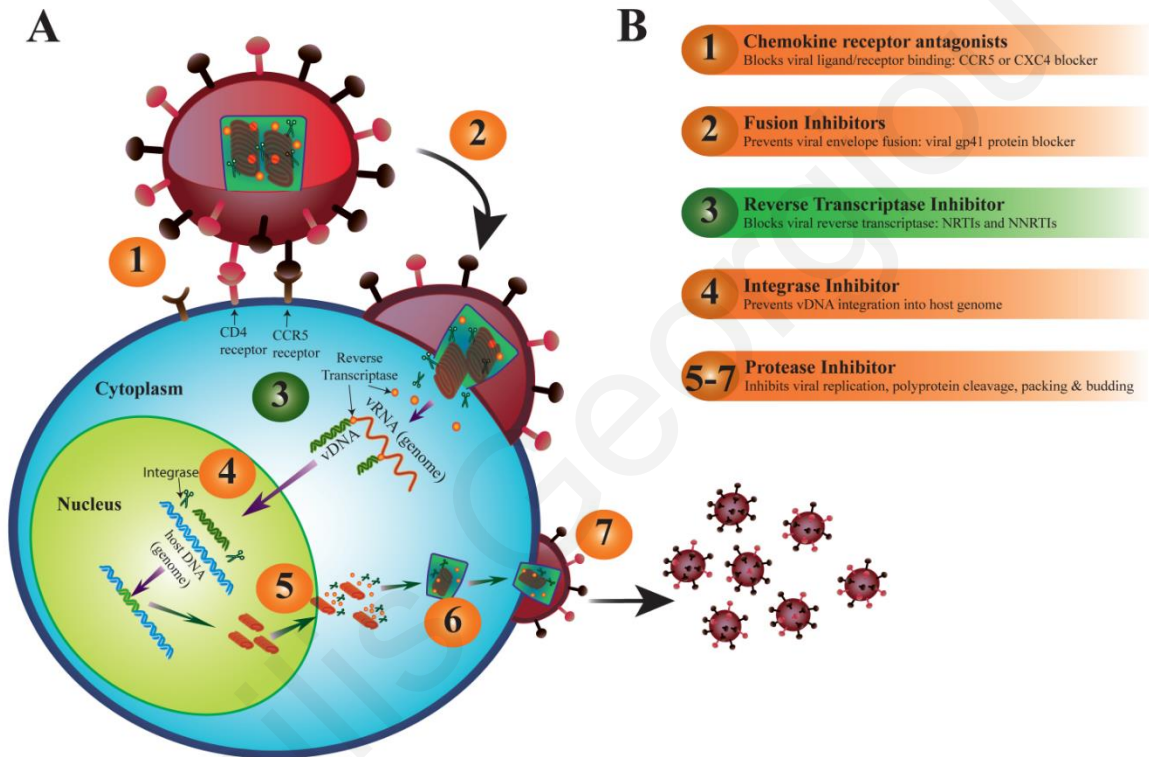 A
2
1
CD4
receptor
CCR5
receptor
Reverse
Transcriptase
Cytoplasm
3
vRNA (genome)
vDNA
4
Integrase
Nucleus
host DNA
(genome)
5
6
7
B
1
Chemokine receptor antagonists
Blocks viral ligand/receptor binding: CCR5 or CXC4 blocker
2
Fusion Inhibitors
Prevents viral envelope fusion: viral gp41 protein blocker
3
Reverse Transcriptase Inhibitor
Blocks viral reverse transcriptase: NRTIs and NNRTIs
4
Integrase Inhibitor
Prevents vDNA integration into host genome
5-7
Protease Inhibitor
Inhibits viral replication, polyprotein cleavage, packing & budding